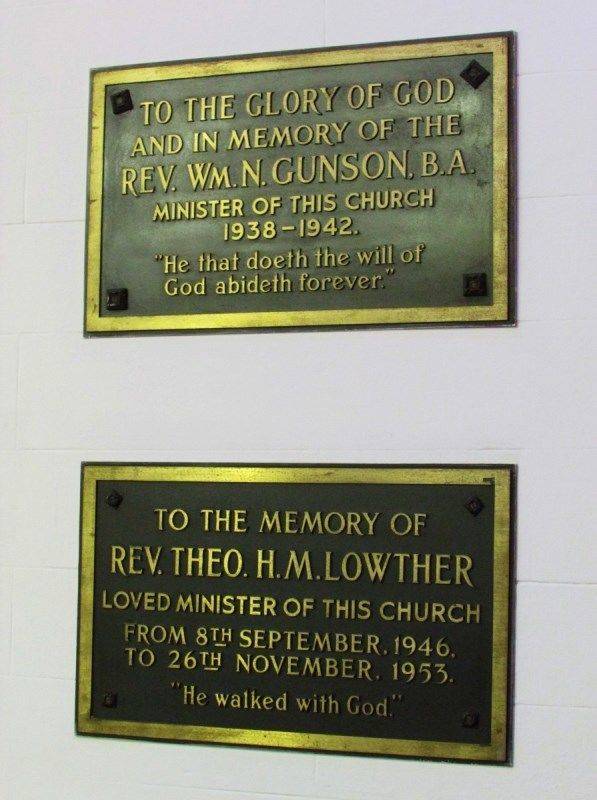 TO THE GLORY OF GOD
AND IN MEMORY OF THE
REV. WM. N. GUNSON, B.A.
MINISTER OF THIS CHURCH
1938 – 1942.
"He that doeth the will of
God abideth forever."
TO THE MEMORY OF
REV. THEO. H. M. LOWTHER
LOVED MINISTER OF THIS CHURCH
FROM 8TH SEPTEMBER, 1946,
TO 26TH NOVEMBER, 1953.
"He walked with God."